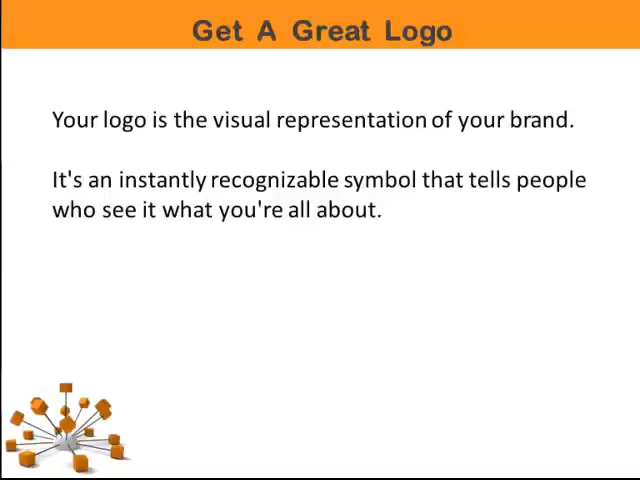 Get A Great Logo
Your logo is the visual representation of your brand.
It's an instantly recognizable symbol that tells people
who see it what you're all about.